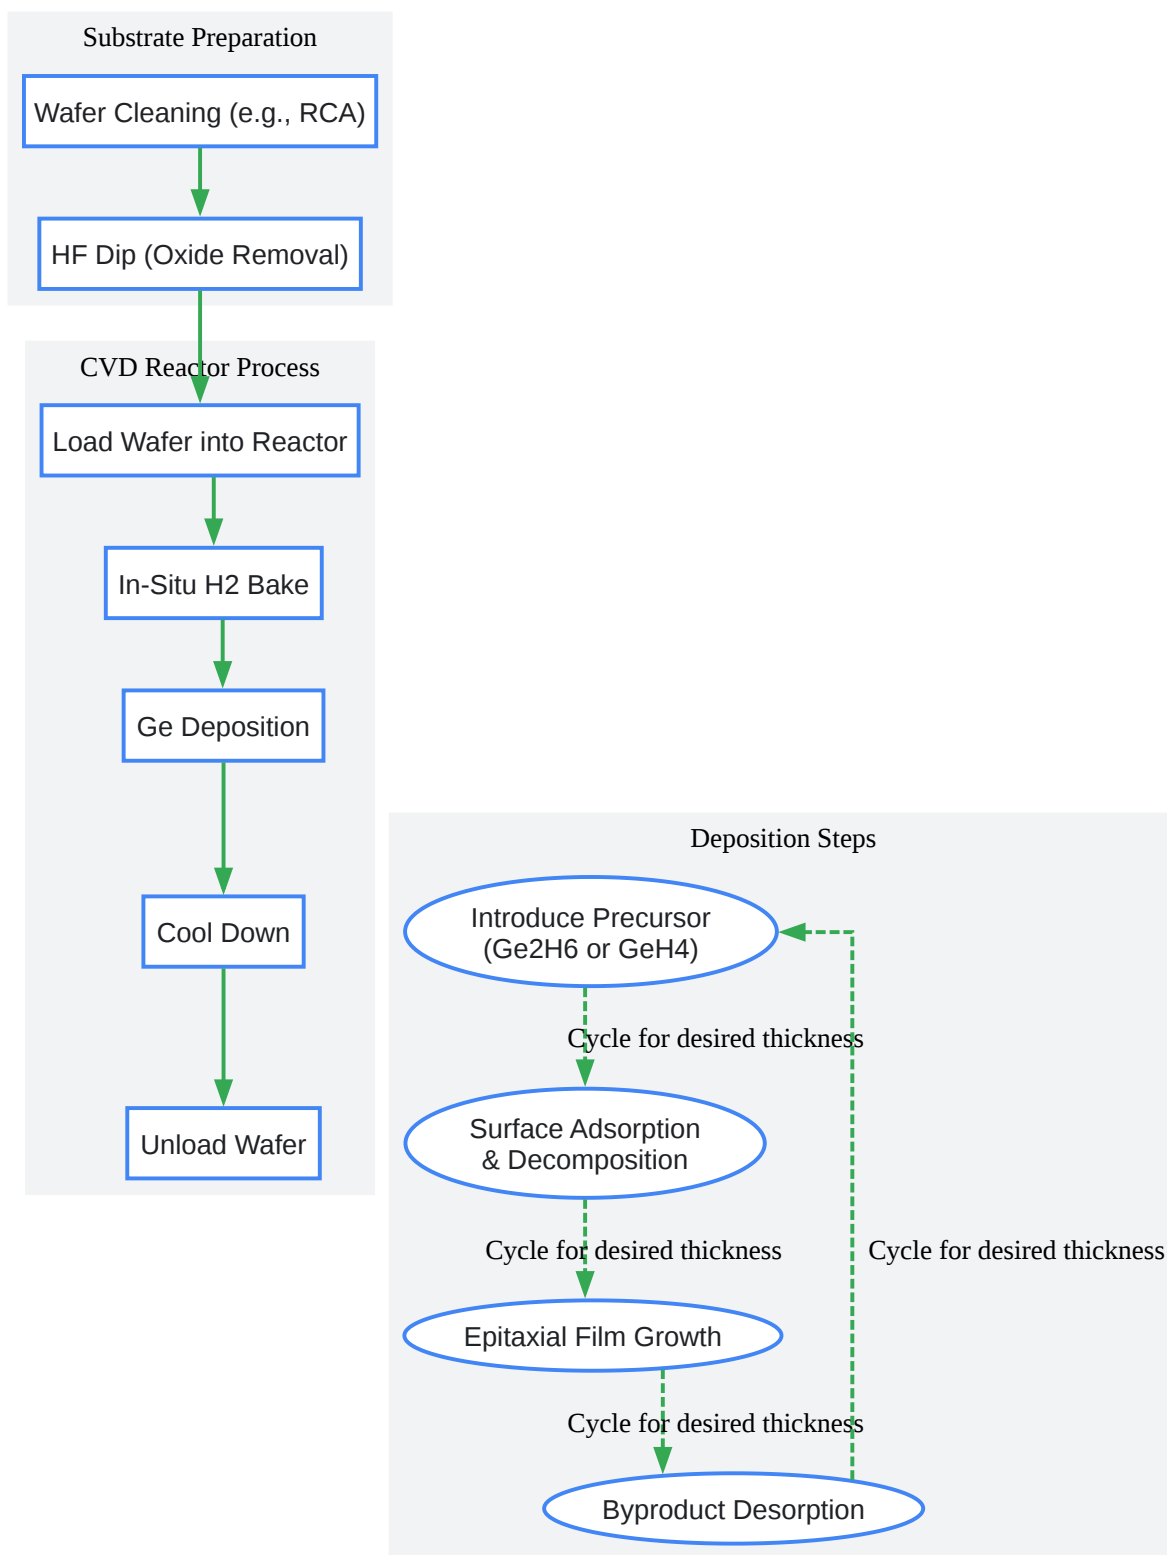 Substrate Preparation
Wafer Cleaning (e.g., RCA)
HF Dip (Oxide Removal)
CVD Reactor Process
Load Wafer into Reactor
In-Situ H2 Bake
Ge Deposition
Cool Down
Unload Wafer
Deposition Steps
Introduce Precursor
(Ge2H6 or GeH4)
Cycle for desired thickness
Surface Adsorption
& Decomposition
Cycle for desired thickness
Cycle for desired thickness
Epitaxial Film Growth
Cycle for desired thickness
Byproduct Desorption